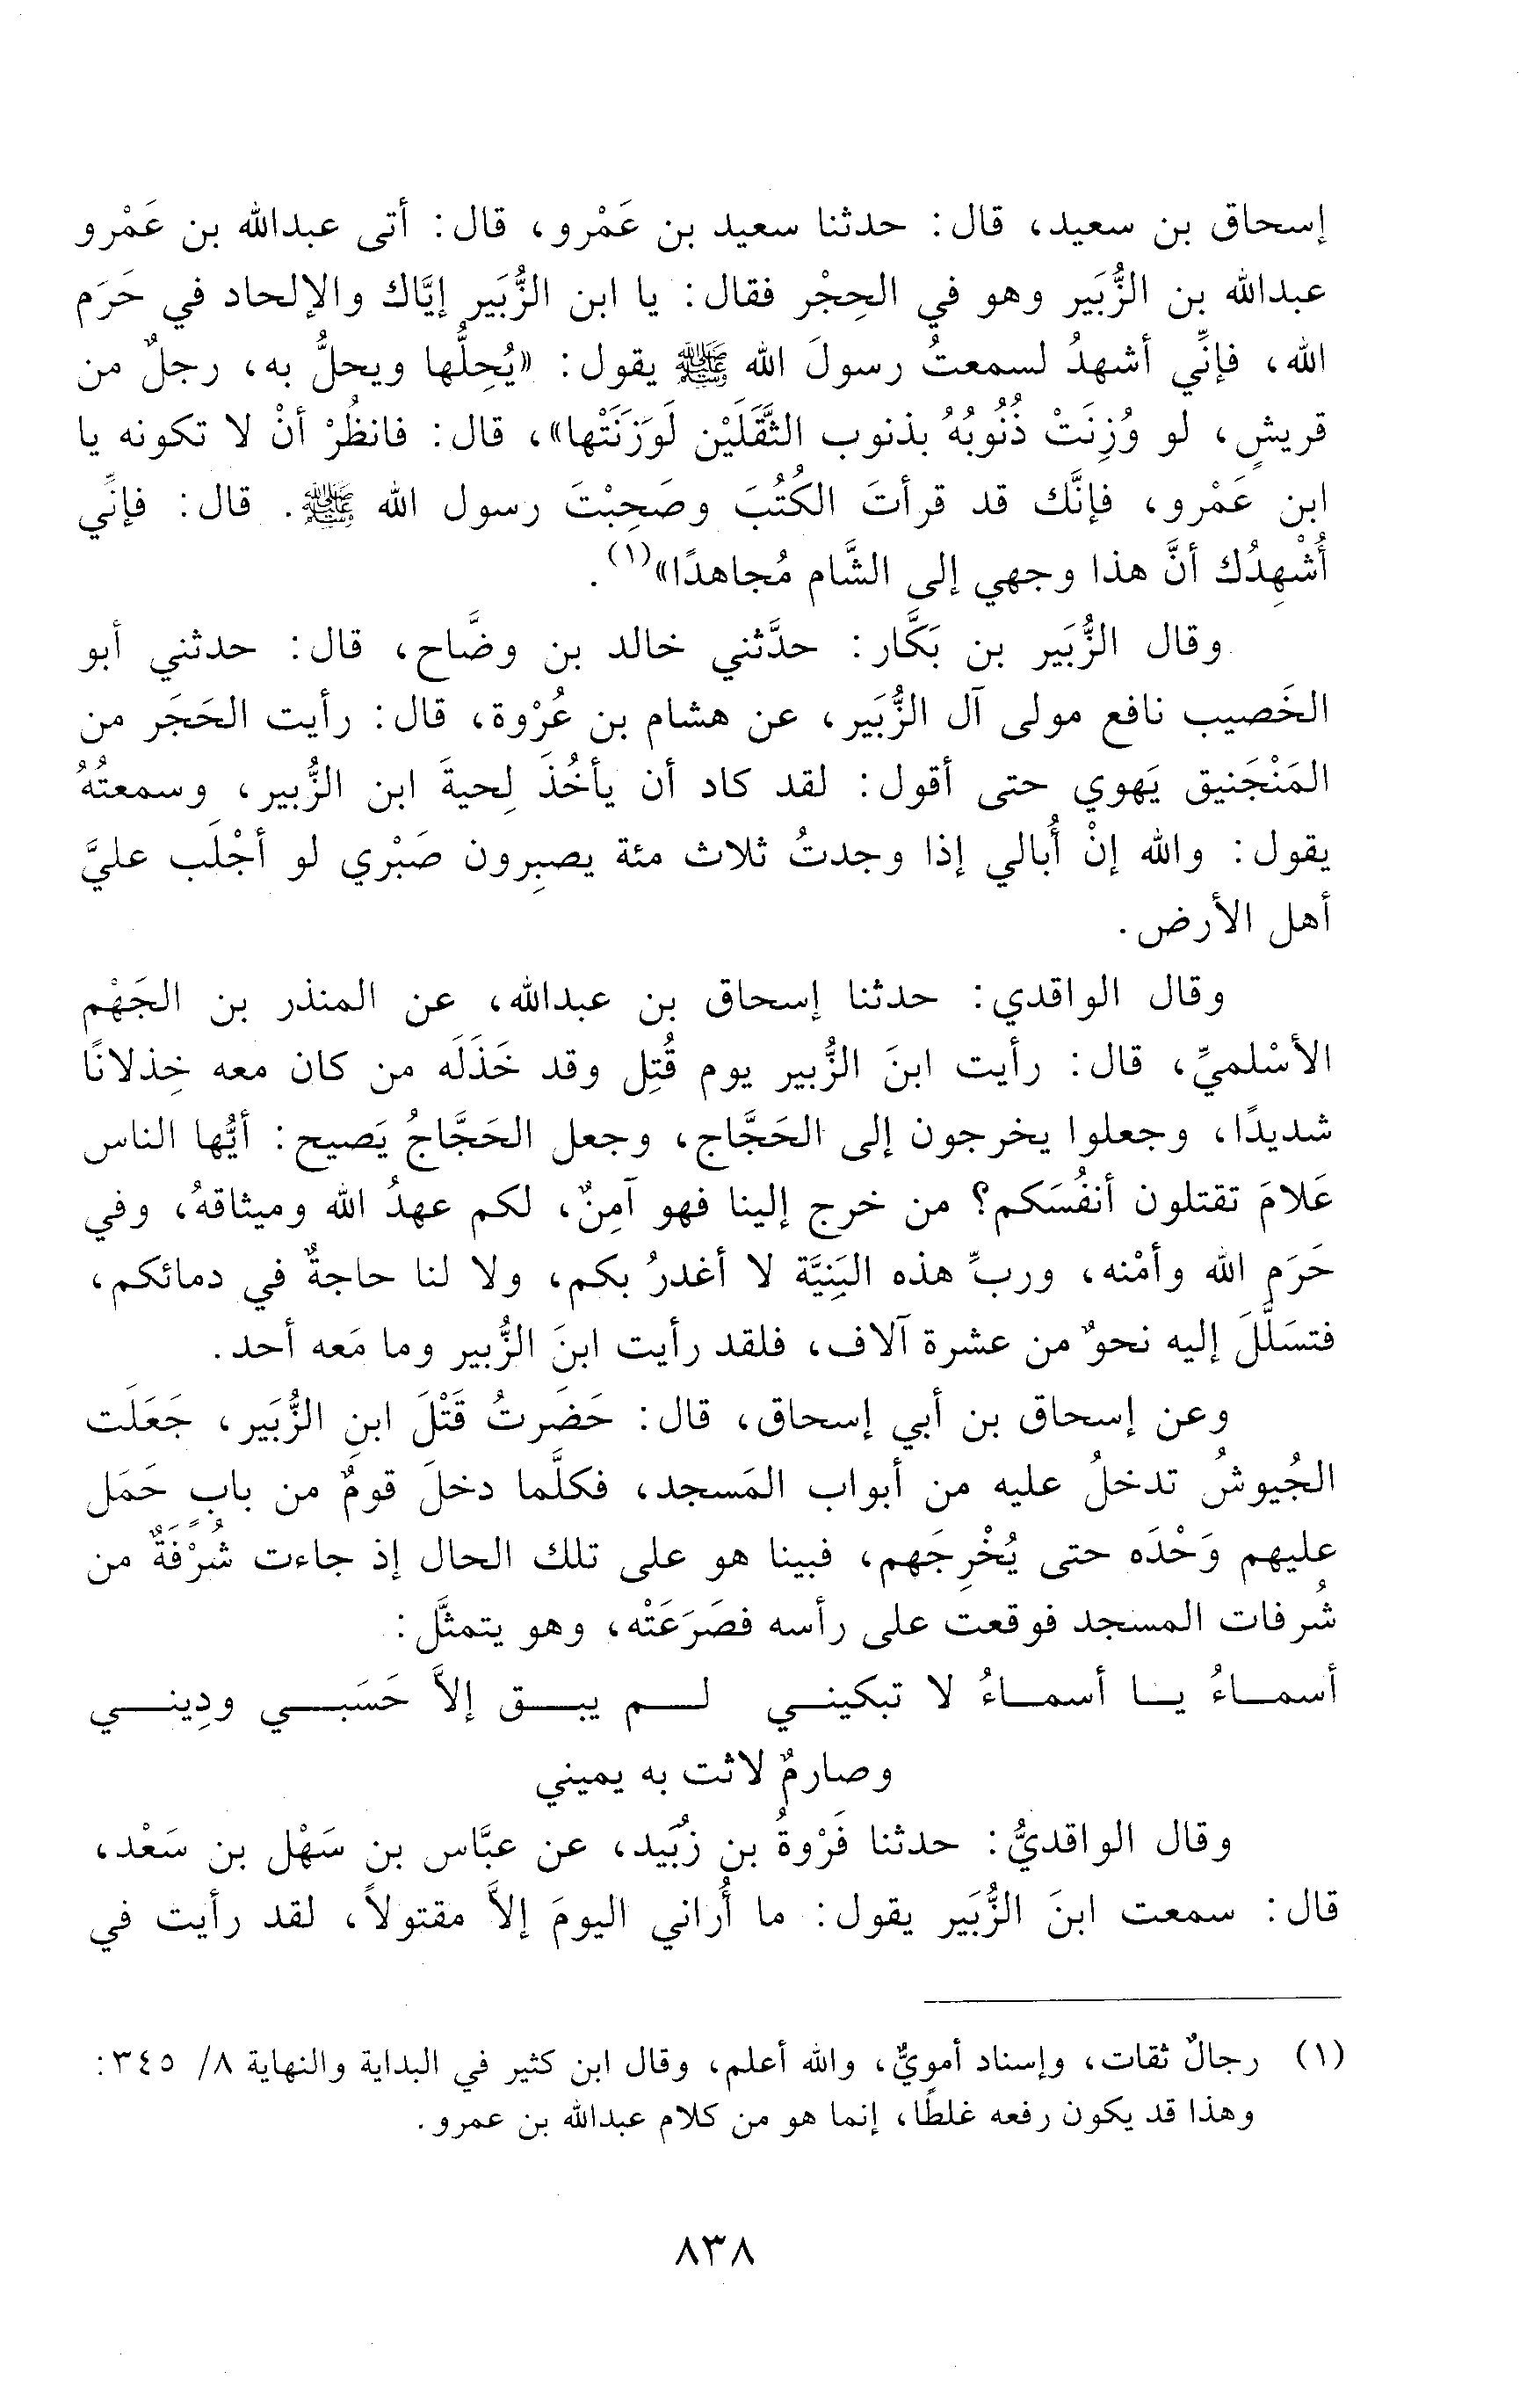 إسحاق بن سعيد، قال: حدثنا سعيد بن عَمْرو، قال: أتى عبدالله بن عَمْرو
عبدالله بن الزُّبَير وهو في الحِجْر فقال: يا ابن الزُّبَير إيَّاك والإلحاد في حَرَم
الله، فإنِّي أشهدُ لسمعتُ رسولَ الله ﷺ يقول: «يُحِلُّها ويحلُّ به، رجلٌ من
قريشٍ، لو وُزِنَتْ ذُنُوبُهُ بذنوب الثَّقَلَيْن لَوَزَنَتْها»، قال: فانظُرْ أنْ لا تكونه يا
ابن عَمْرو، فإنَّك قد قرأتَ الكُتُبَ وصَحِبْتَ رسول الله ﷺ. قال: فإنِّي
أُشْهِدُك أنَّ هذا وجهي إلى الشَّام مُجاهدًا»(١).
وقال الزُّبَير بن بَكَّار: حدَّثني خالد بن وضَّاح، قال: حدثني أبو
الخَصيب نافع مولى آل الزُّبَير، عن هشام بن عُرْوة، قال: رأيت الحَجَر من
المَنْجَنيق يَهوي حتى أقول: لقد كاد أن يأخُذَ لِحيةَ ابن الزُّبير، وسمعتُهُ
يقول: والله إنْ أُبالي إذا وجدتُ ثلاث مئة يصبِرون صَبْري لو أجْلَب عليَّ
أهل الأرض.
وقال الواقدي: حدثنا إسحاق بن عبدالله، عن المنذر بن الجَهْم
الأسْلميِّ، قال: رأيت ابنَ الزُّبير يوم قُتِل وقد خَذَلَه من كان معه خِذلانًا
شديدًا، وجعلوا يخرجون إلى الحَجَّاج، وجعل الحَجَّاجُ يَصيح: أيُّها الناس
عَلامَ تقتلون أنفُسَكم؟ من خرج إلينا فهو آمِنٌ، لكم عهدُ الله وميثاقهُ، وفي
حَرَمِ الله وأمْنه، وربِّ هذه البَنِيَّة لا أغدرُ بكم، ولا لنا حاجةٌ في دمائكم،
فتسَلَّلَ إليه نحوٌ من عشرة آلاف، فلقد رأيت ابنَ الزُّبير وما مَعه أحد.
وعن إسحاق بن أبي إسحاق، قال: حَضَرتُ قَتْلَ ابنِ الزُّبَير، جَعَلَت
الجُيوشُ تدخلُ عليه من أبواب المَسجد، فكلَّما دخلَ قومٌ من بابٍ حَمَل
عليهم وَحْدَه حتى يُخْرِجَهم، فبينا هو على تلك الحال إذ جاءت شُرْفَةٌ من
شُرفات المسجد فوقعت على رأسه فصَرَعَتْه، وهو يتمثَّل:
أسمـاءُ يـا أسمـاءُ لا تبكينـي    لـم يبـق إلاَّ حَسَبـي ودِينـي
وصارمٌ لاثت به يميني
وقال الواقديُّ: حدثنا فَرْوةُ بن زُبَيد، عن عبَّاس بن سَهْل بن سَعْد،
قال: سمعت ابنَ الزُّبَير يقول: ما أُراني اليومَ إلاَّ مقتولاً، لقد رأيت في
(١) رجالٌ ثقات، وإسناد أمويٌّ، والله أعلم، وقال ابن كثير في البداية والنهاية ٨/ ٣٤٥:
وهذا قد يكون رفعه غلطًا، إنما هو من كلام عبدالله بن عمرو.
٨٣٨